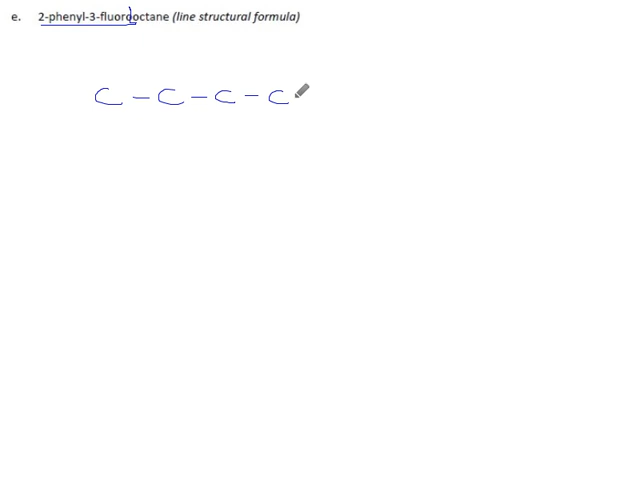 e. 2-phenyl-3-fluorooctane (line structural formula)
C - C - C - C